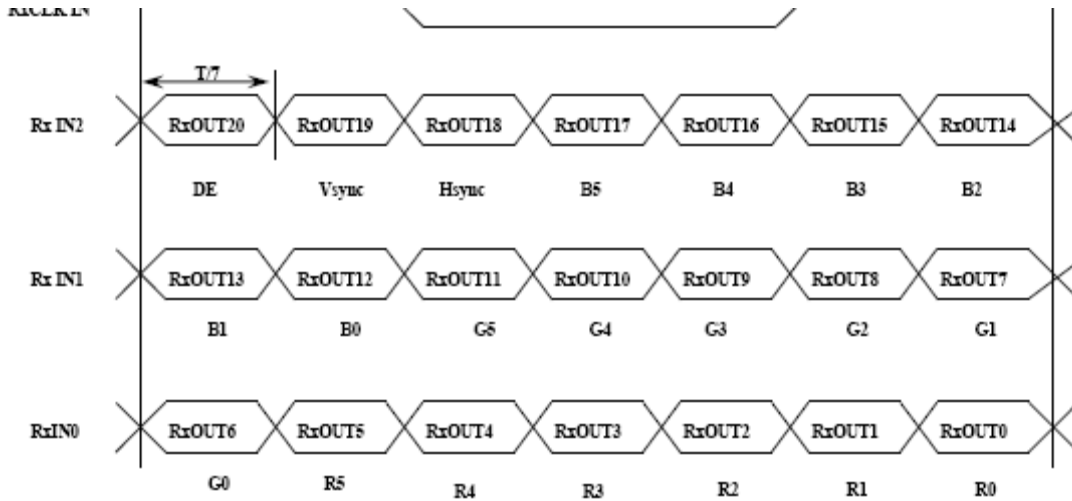 T/7
Rx IN2 RxOUT20 RxOUT19 RxOUT18 RxOUT17 RxOUT16 RxOUT15 RxOUT14
DE Vsync Hsync B5 B4 B3 B2
Rx IN1 RxOUT13 RxOUT12 RxOUT11 RxOUT10 RxOUT9 RxOUT8 RxOUT7
B1 B0 G5 G4 G3 G2 G1
RxIN0 RxOUT6 RxOUT5 RxOUT4 RxOUT3 RxOUT2 RxOUT1 RxOUT0
G0 R5 R4 R3 R2 R1 R0